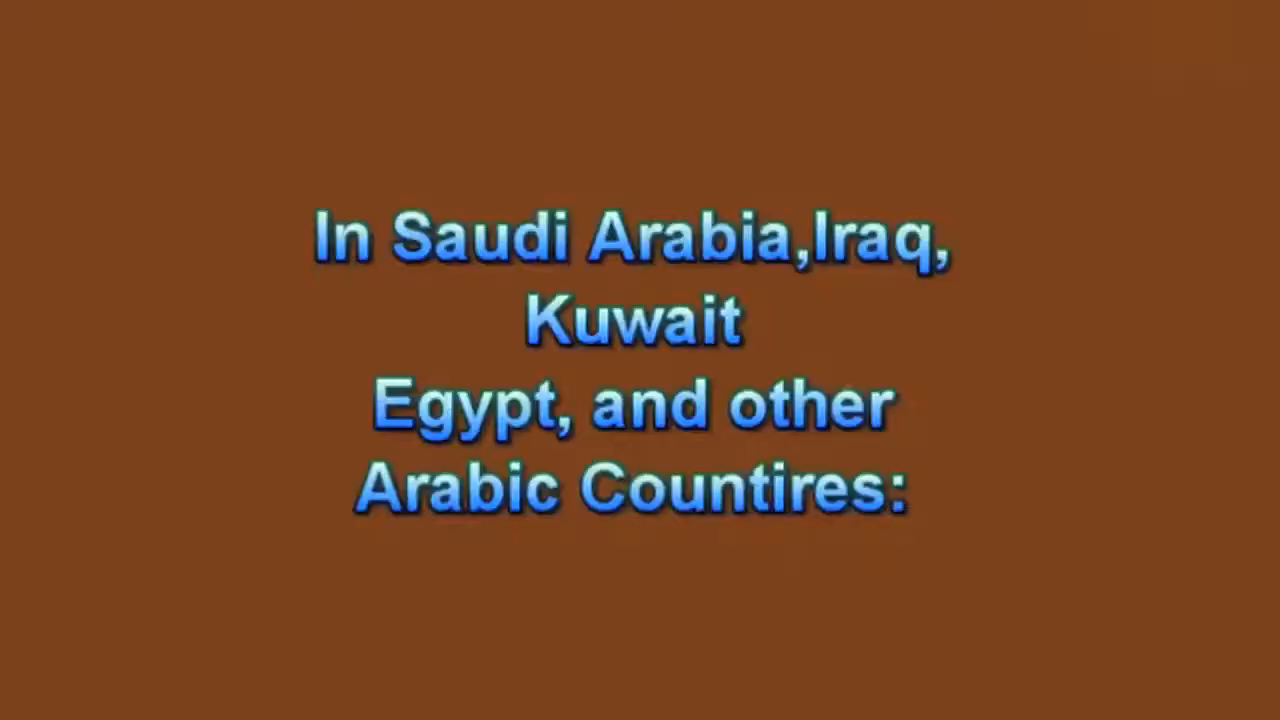 In Saudi Arabia,Iraq,
Kuwait
Egypt, and other
Arabic Countires: